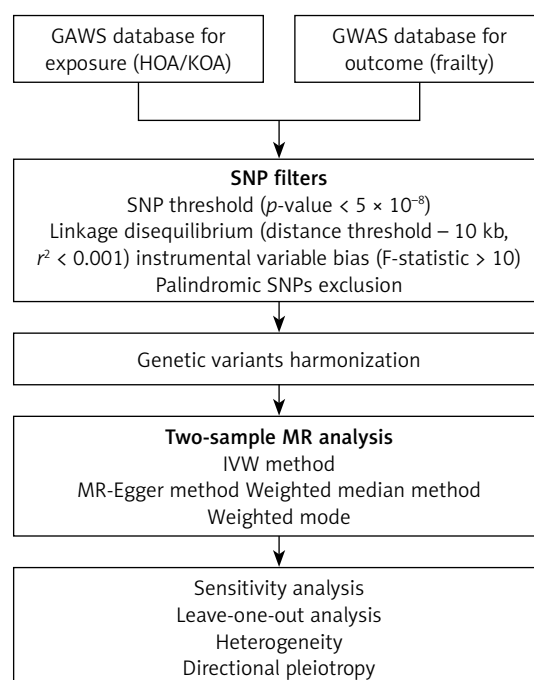 GAWS database for
exposure (HOA/KOA)
GWAS database for
outcome (frailty)
SNP filters
SNP threshold (p-value < 5 × 10⁻⁸)
Linkage disequilibrium (distance threshold – 10 kb,
r² < 0.001) instrumental variable bias (F-statistic > 10)
Palindromic SNPs exclusion
Genetic variants harmonization
Two-sample MR analysis
IVW method
MR-Egger method Weighted median method
Weighted mode
Sensitivity analysis
Leave-one-out analysis
Heterogeneity
Directional pleiotropy